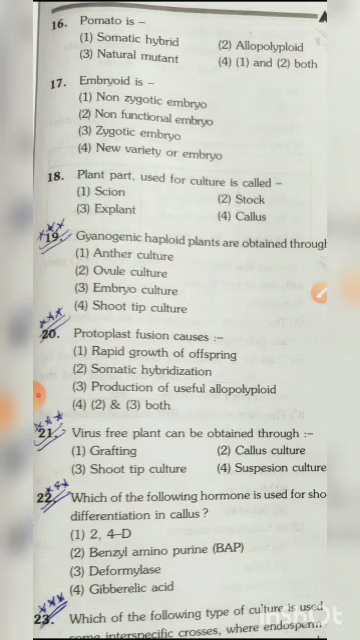 16. Pomato is –
(1) Somatic hybrid (2) Allopolyploid
(3) Natural mutant (4) (1) and (2) both
17. Embryoid is –
(1) Non zygotic embryo
(2) Non functional embryo
(3) Zygotic embryo
(4) New variety or embryo
18. Plant part, used for culture is called –
(1) Scion (2) Stock
(3) Explant (4) Callus
19. Gyanogenic haploid plants are obtained through
(1) Anther culture
(2) Ovule culture
(3) Embryo culture
(4) Shoot tip culture
20. Protoplast fusion causes :–
(1) Rapid growth of offspring
(2) Somatic hybridization
(3) Production of useful allopolyploid
(4) (2) & (3) both
21. Virus free plant can be obtained through :–
(1) Grafting (2) Callus culture
(3) Shoot tip culture (4) Suspesion culture
22. Which of the following hormone is used for sho
differentiation in callus ?
(1) 2, 4–D
(2) Benzyl amino purine (BAP)
(3) Deformylase
(4) Gibberelic acid
23. Which of the following type of culture is used
some interspecific crosses, where endosperm
InShot